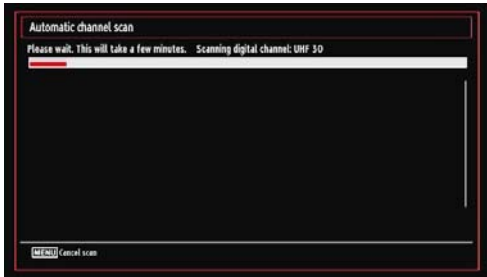 Automatic channel scan
Please wait. This will take a few minutes. Scanning digital channel: UHF 30
MENU Cancel scan